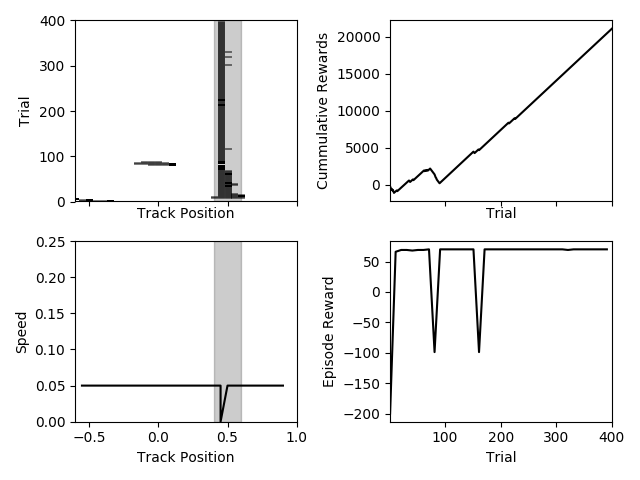 400
300
200
100
0
Trial
Track Position
20000
15000
10000
5000
0
Cummulative Rewards
Trial
0.25
0.20
0.15
0.10
0.05
0.00
Speed
−0.5 0.0 0.5 1.0
Track Position
50
0
−50
−100
−150
−200
Episode Reward
100 200 300 400
Trial